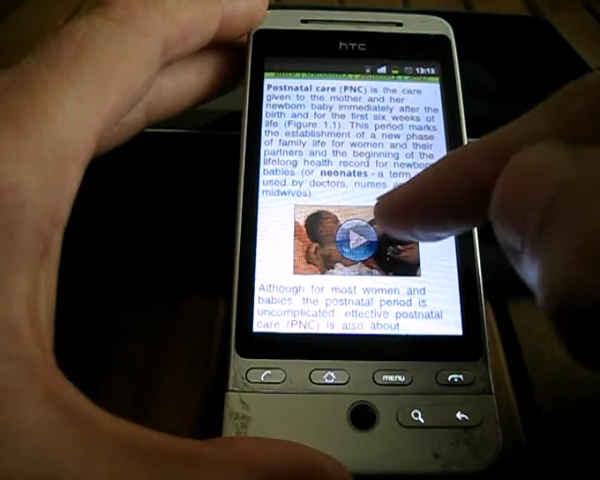 hTC
13:13
Postnatal care (PNC) is the care
given to the mother and her
newborn baby immediately after the
birth and for the first six weeks of
life (Figure 1.1). This period marks
the establishment of a new phase
of family life for women and their
partners and the beginning of the
lifelong health record for newborn
babies (or neonates - a term
used by doctors, nurses
midwives).
Although for most women and
babies, the postnatal period is
uncomplicated, effective postnatal
care (PNC) is also about
MENU